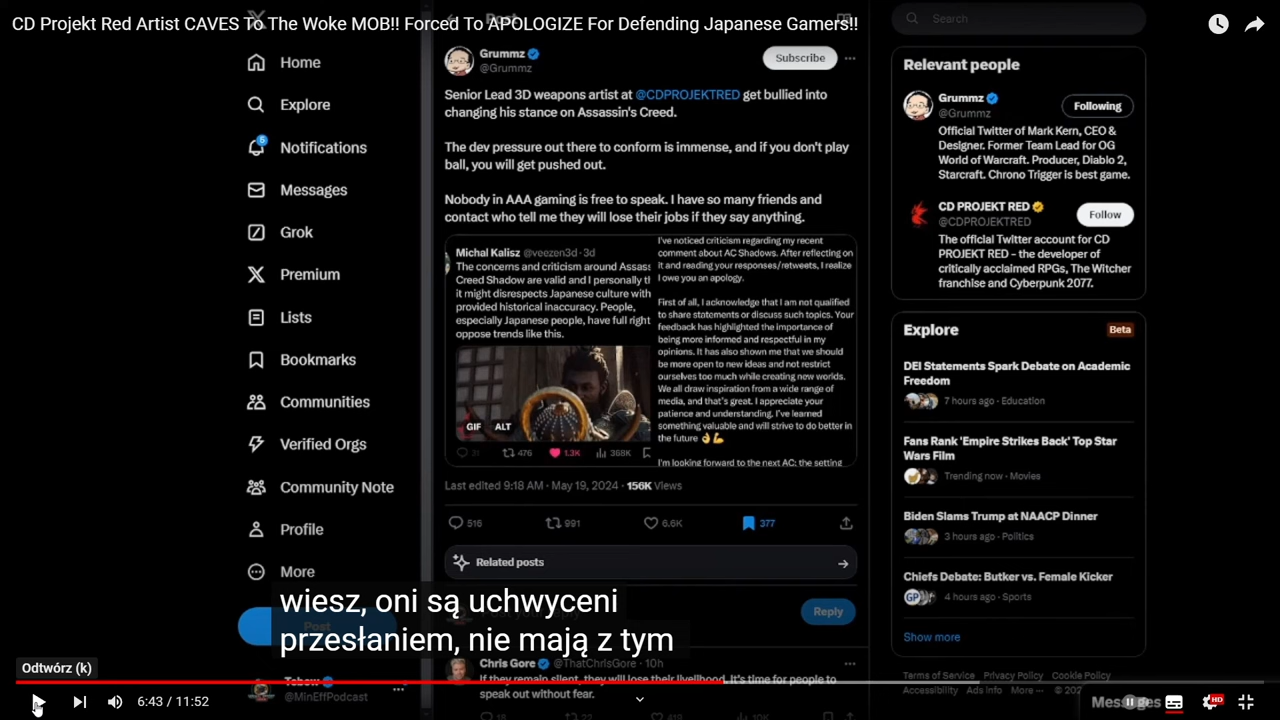 CD Projekt Red Artist CAVES To The Woke MOB!! Forced To APOLOGIZE For Defending Japanese Gamers!!
Home
Explore
6
Notifications
Messages
Grok
Premium
Lists
Bookmarks
Communities
Verified Orgs
Community Note
Profile
More
Post
@MinEffPodcast
Grummz
@Grummz
Subscribe
Senior Lead 3D weapons artist at @CDPROJEKTRED get bullied into
changing his stance on Assassin's Creed.
The dev pressure out there to conform is immense, and if you don't play
ball, you will get pushed out.
Nobody in AAA gaming is free to speak. I have so many friends and
contact who tell me they will lose their jobs if they say anything.
Michal Kalisz @veezen3d · 3d
The concerns and criticism around Assass
Creed Shadow are valid and I personally th
it might disrespects Japanese culture with
provided historical inaccuracy. People,
especially Japanese people, have full right
oppose trends like this.
GIF ALT
476 1.3K 368K
I've noticed criticism regarding my recent
comment about AC Shadows. After reflecting on
it and reading your responses/retweets, I realize
I owe you an apology.
First of all, I acknowledge that I am not qualified
to share statements or discuss such topics. Your
feedback has highlighted the importance of
being more informed and respectful in my
opinions. It has also shown me that we should
be more open to new ideas and not restrict
ourselves too much while creating new worlds.
We all draw inspiration from a wide range of
media, and that's great. I appreciate your
patience and understanding. I've learned
something valuable and will strive to do better in
the future 👌💪
I'm looking forward to the next AC; the setting
Last edited 9:18 AM · May 19, 2024 · 156K Views
516 991 6.6K 377
Related posts
Reply
Chris Gore @ThatChrisGore · 10h
If they remain silent, they will lose their livelihood. It's time for people to
speak out without fear.
Search
Relevant people
Grummz
@Grummz
Following
Official Twitter of Mark Kern, CEO &
Designer. Former Team Lead for OG
World of Warcraft. Producer, Diablo 2,
Starcraft. Chrono Trigger is best game.
CD PROJEKT RED
@CDPROJEKTRED
Follow
The official Twitter account for CD
PROJEKT RED – the developer of
critically acclaimed RPGs, The Witcher
franchise and Cyberpunk 2077.
Explore
Beta
DEI Statements Spark Debate on Academic
Freedom
7 hours ago · Education
Fans Rank 'Empire Strikes Back' Top Star
Wars Film
Trending now · Movies
Biden Slams Trump at NAACP Dinner
3 hours ago · Politics
Chiefs Debate: Butker vs. Female Kicker
4 hours ago · Sports
Show more
Terms of Service Privacy Policy Cookie Policy
Accessibility Ads info More ···
Messages
wiesz, oni są uchwyceni
przesłaniem, nie mają z tym
Odtwórz (k)
6:43 / 11:52
HD